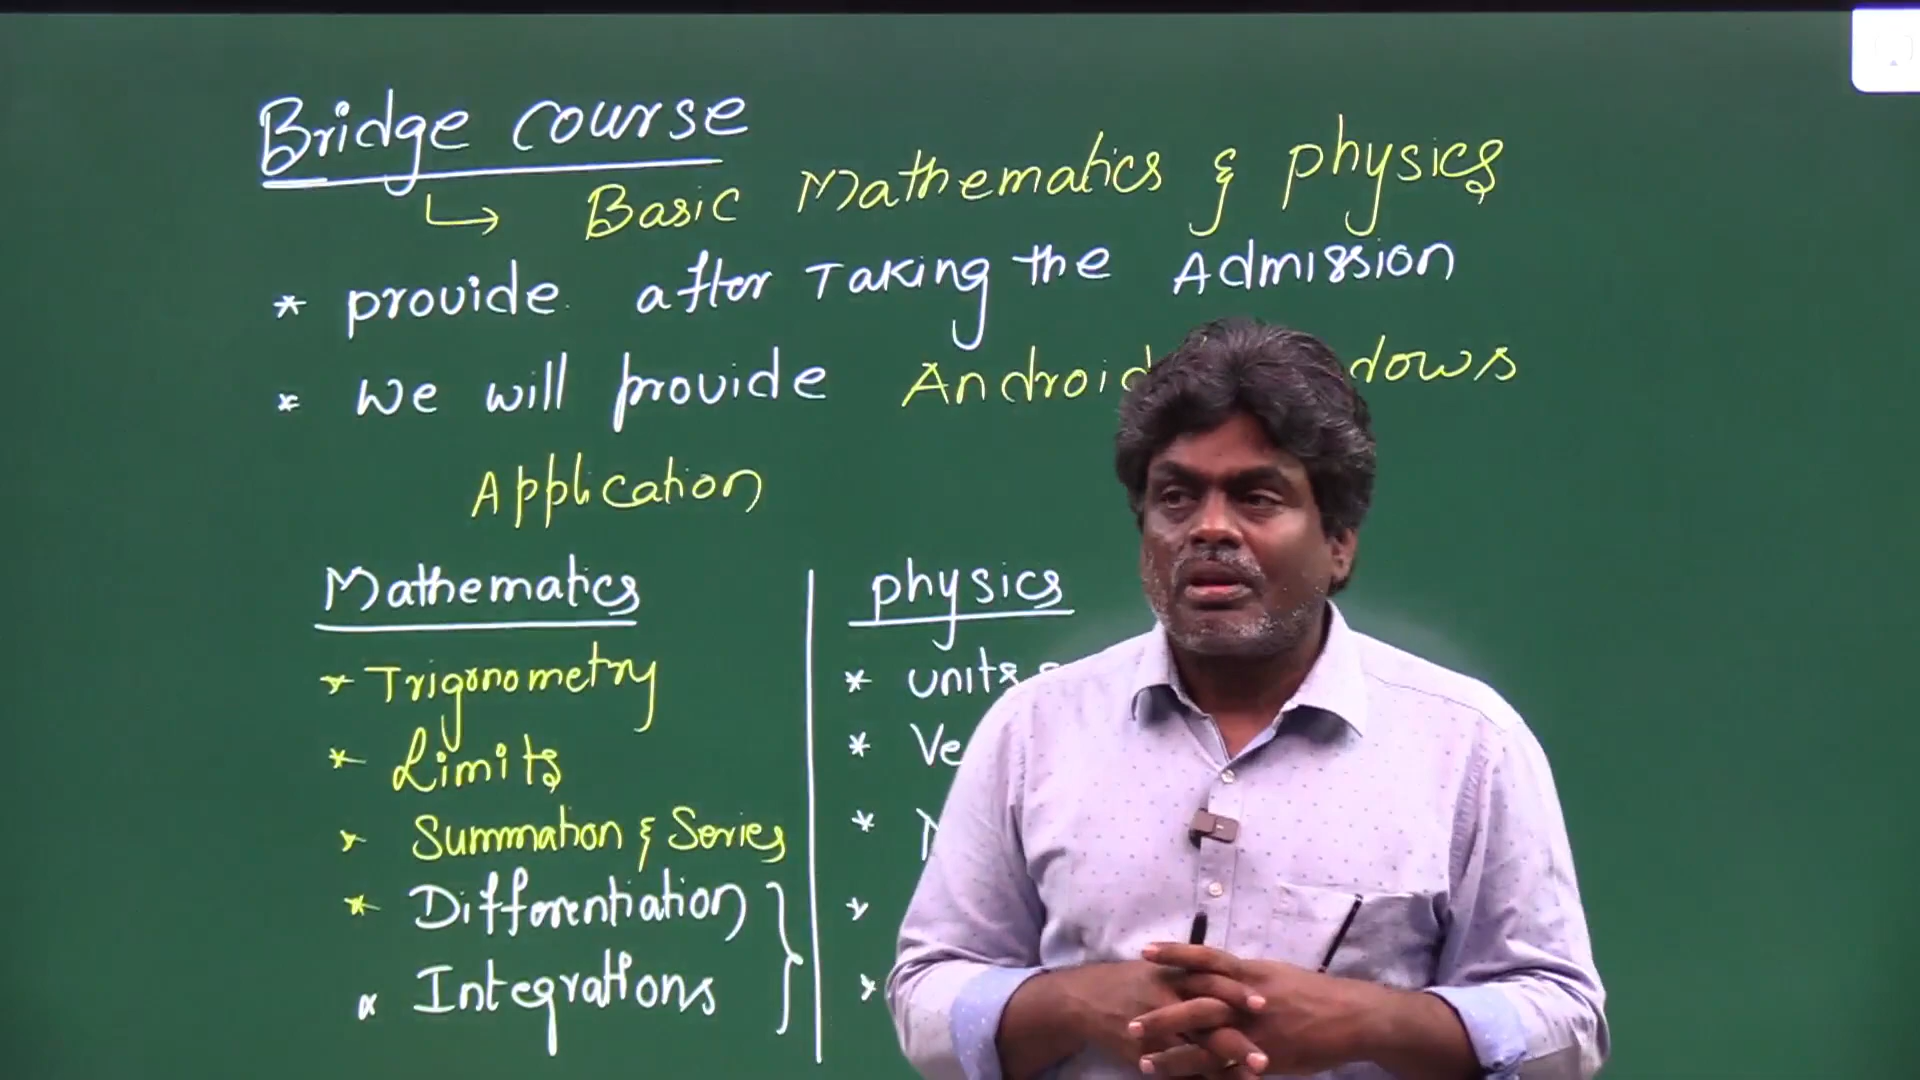 Bridge course
↳ Basic Mathematics & physics
* provide after Taking the Admission
* We will provide Android
Application
Mathematics
* Trigonometry
* Limits
* Summation & Series
* Differentiation
* Integrations
physics
* units
*
*
*
*